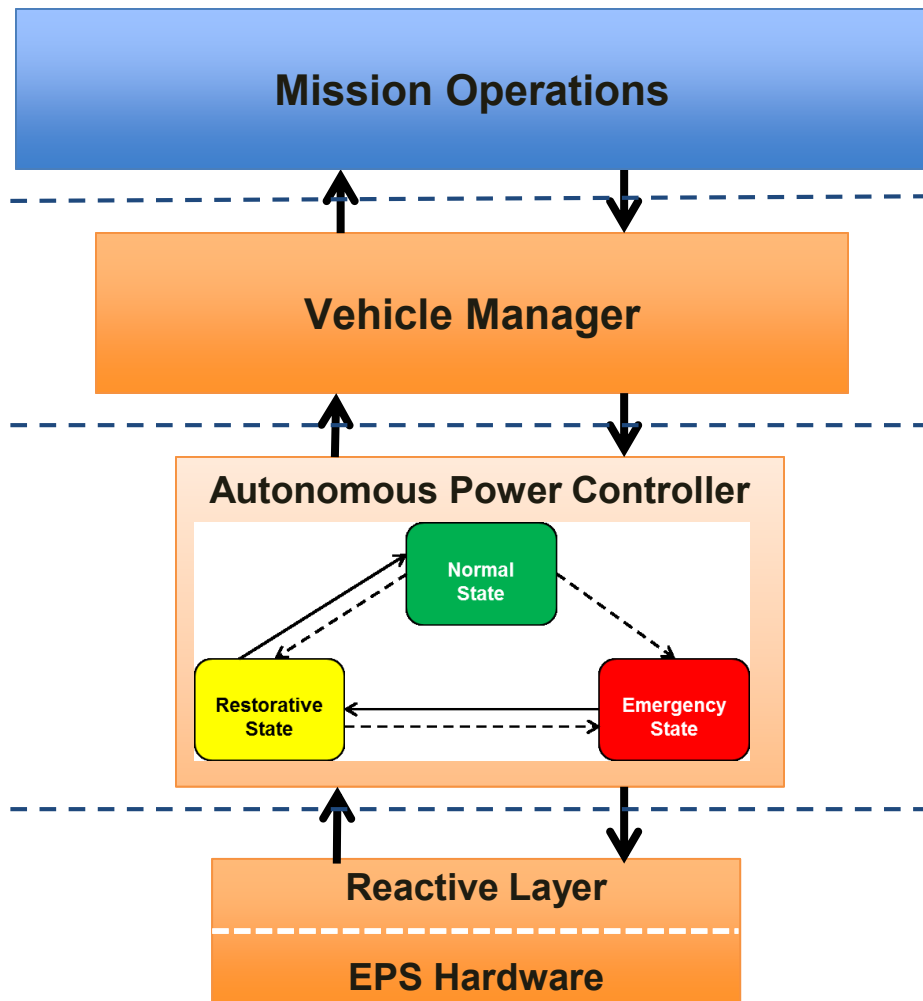 Mission Operations
Vehicle Manager
Autonomous Power Controller
Normal
State
Restorative
State
Emergency
State
Reactive Layer
EPS Hardware